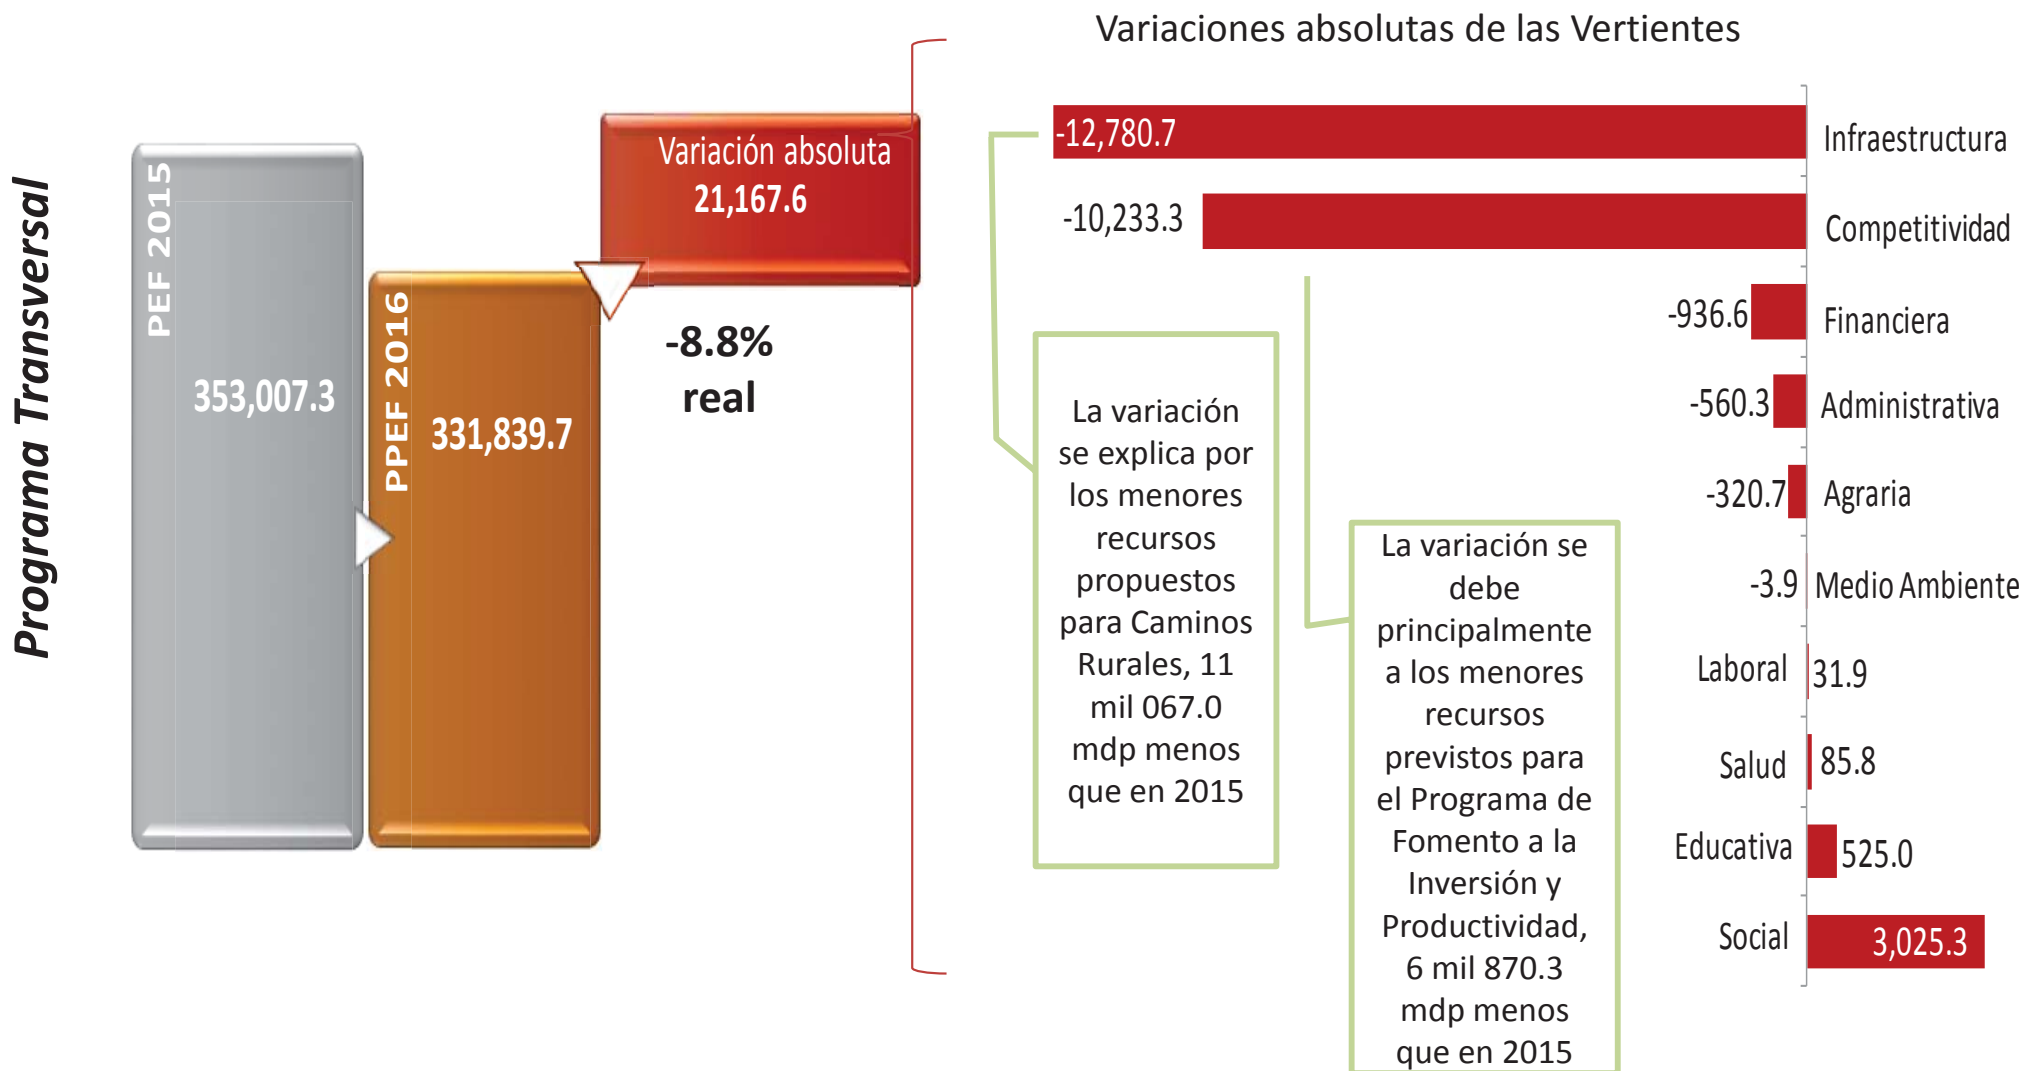 Programa Transversal
PEF 2015
353,007.3
PPEF 2016
331,839.7
Variación absoluta
21,167.6
-8.8%
real
Variaciones absolutas de las Vertientes
-12,780.7
Infraestructura
-10,233.3
Competitividad
-936.6
Financiera
-560.3
Administrativa
-320.7
Agraria
-3.9
Medio Ambiente
Laboral
31.9
Salud
85.8
Educativa
525.0
Social
3,025.3
La variación
se explica por
los menores
recursos
propuestos
para Caminos
Rurales, 11
mil 067.0
mdp menos
que en 2015
La variación se
debe
principalmente
a los menores
recursos
previstos para
el Programa de
Fomento a la
Inversión y
Productividad,
6 mil 870.3
mdp menos
que en 2015